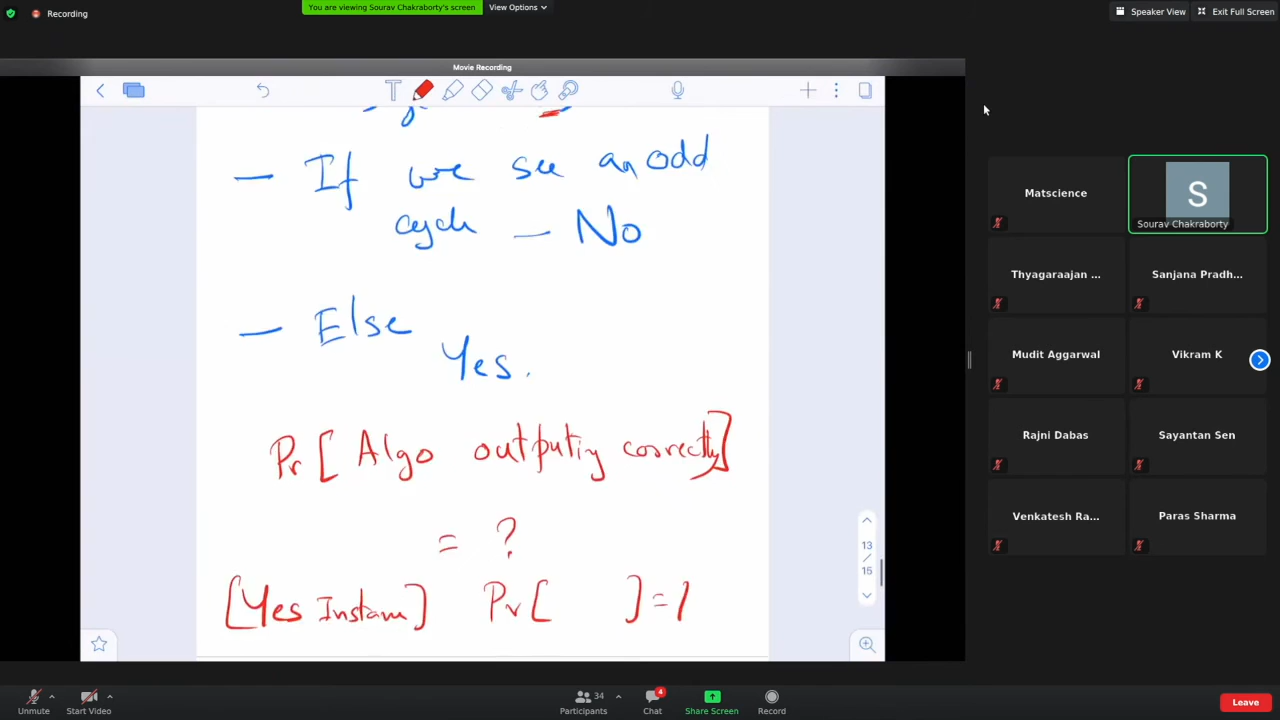 Recording
You are viewing Sourav Chakraborty's screen
View Options
Speaker View
Exit Full Screen
Movie Recording
T
- If we see an odd
cycle - No
- Else
Yes.
Pr[Algo outputing correctly]
= ?
[Yes Instam] Pr[ ]=1
13
/
15
Matscience
S
Sourav Chakraborty
Thyagaraajan ...
Sanjana Pradh...
Mudit Aggarwal
Vikram K
Rajni Dabas
Sayantan Sen
Venkatesh Ra...
Paras Sharma
Unmute
Start Video
34
Participants
4
Chat
Share Screen
Record
Leave